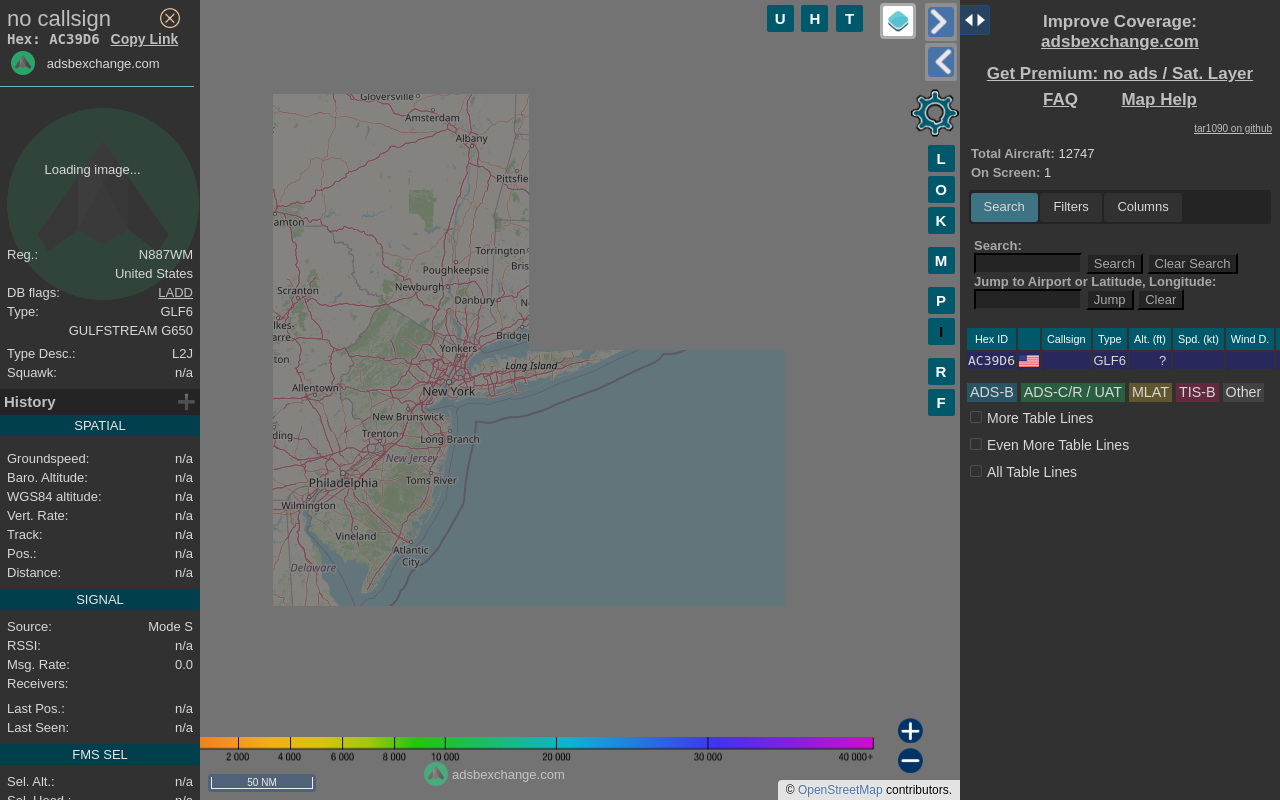 no callsign
Hex: AC39D6 Copy Link
adsbexchange.com
Loading image...
Reg.: N887WM
United States
DB flags: LADD
Type: GLF6
GULFSTREAM G650
Type Desc.: L2J
Squawk: n/a
History
SPATIAL
Groundspeed: n/a
Baro. Altitude: n/a
WGS84 altitude: n/a
Vert. Rate: n/a
Track: n/a
Pos.: n/a
Distance: n/a
SIGNAL
Source: Mode S
RSSI: n/a
Msg. Rate: 0.0
Receivers:
Last Pos.: n/a
Last Seen: n/a
FMS SEL
Sel. Alt.: n/a
Sel. Head.: n/a
U H T
L
O
K
M
P
I
R
F
Gloversville
Amsterdam
Albany
Pittsfie
amton
Torrington
Poughkeepsie
Bris
Scranton
Newburgh
Danbury
N
lkes-
arre
Bridgep
ton
Yonkers
Long Island
Allentown
New York
New Brunswick
ding
Trenton
Long Branch
New Jersey
Philadelphia
Toms River
Wilmington
Vineland
Atlantic
City
Delaware
2 000 4 000 6 000 8 000 10 000 20 000 30 000 40 000+
adsbexchange.com
50 NM
© OpenStreetMap contributors.
Improve Coverage:
adsbexchange.com
Get Premium: no ads / Sat. Layer
FAQ Map Help
tar1090 on github
Total Aircraft: 12747
On Screen: 1
Search Filters Columns
Search:
Search Clear Search
Jump to Airport or Latitude, Longitude:
Jump Clear
Hex ID Callsign Type Alt. (ft) Spd. (kt) Wind D.
AC39D6 GLF6 ?
ADS-B ADS-C/R / UAT MLAT TIS-B Other
More Table Lines
Even More Table Lines
All Table Lines